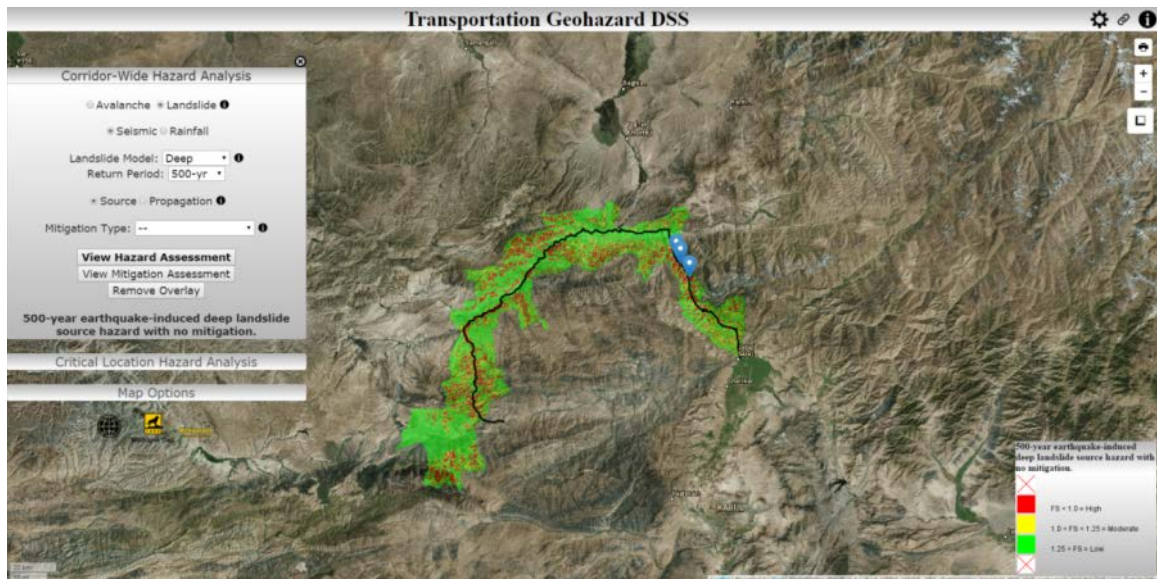 Transportation Geohazard DSS
Corridor-Wide Hazard Analysis
Avalanche Landslide
Seismic Rainfall
Landslide Model: Deep
Return Period: 500-yr
Source Propagation
Mitigation Type: --
View Hazard Assessment
View Mitigation Assessment
Remove Overlay
500-year earthquake-induced deep landslide
source hazard with no mitigation.
Critical Location Hazard Analysis
Map Options
+
−
500-year earthquake-induced
deep landslide source hazard with
no mitigation.
FS < 1.0 = High
1.0 < FS < 1.25 = Moderate
1.25 < FS = Low